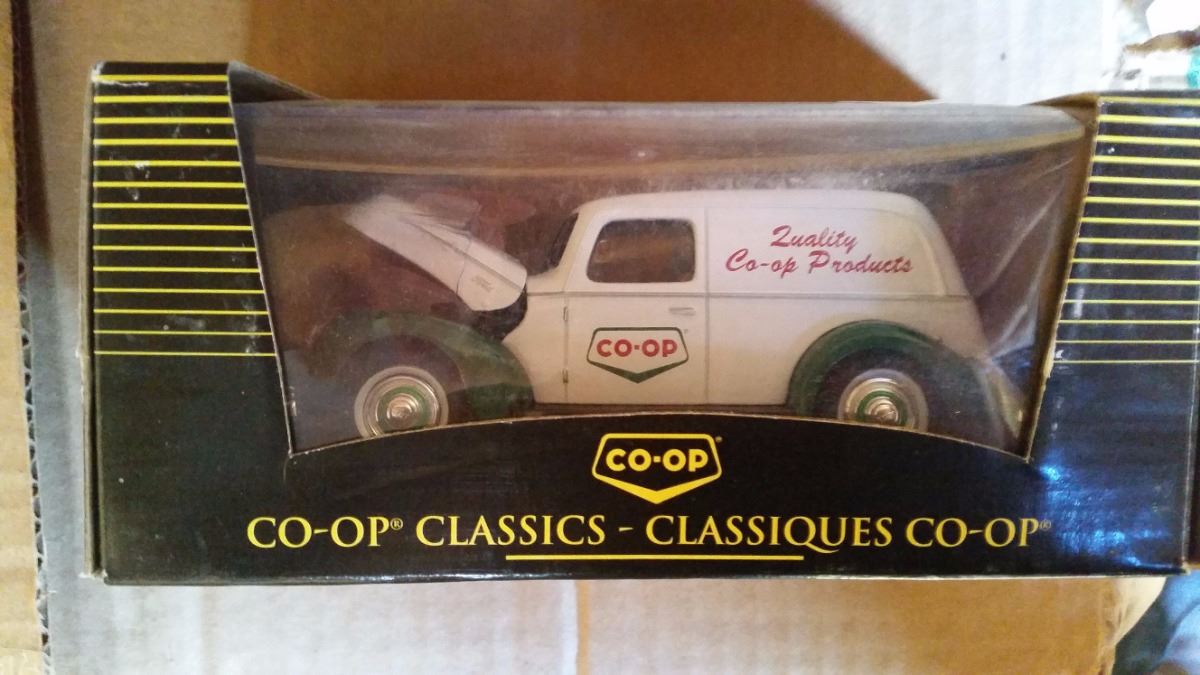 Quality
Co-op Products
CO-OP®
CO-OP®
CO-OP® CLASSICS - CLASSIQUES CO-OP®